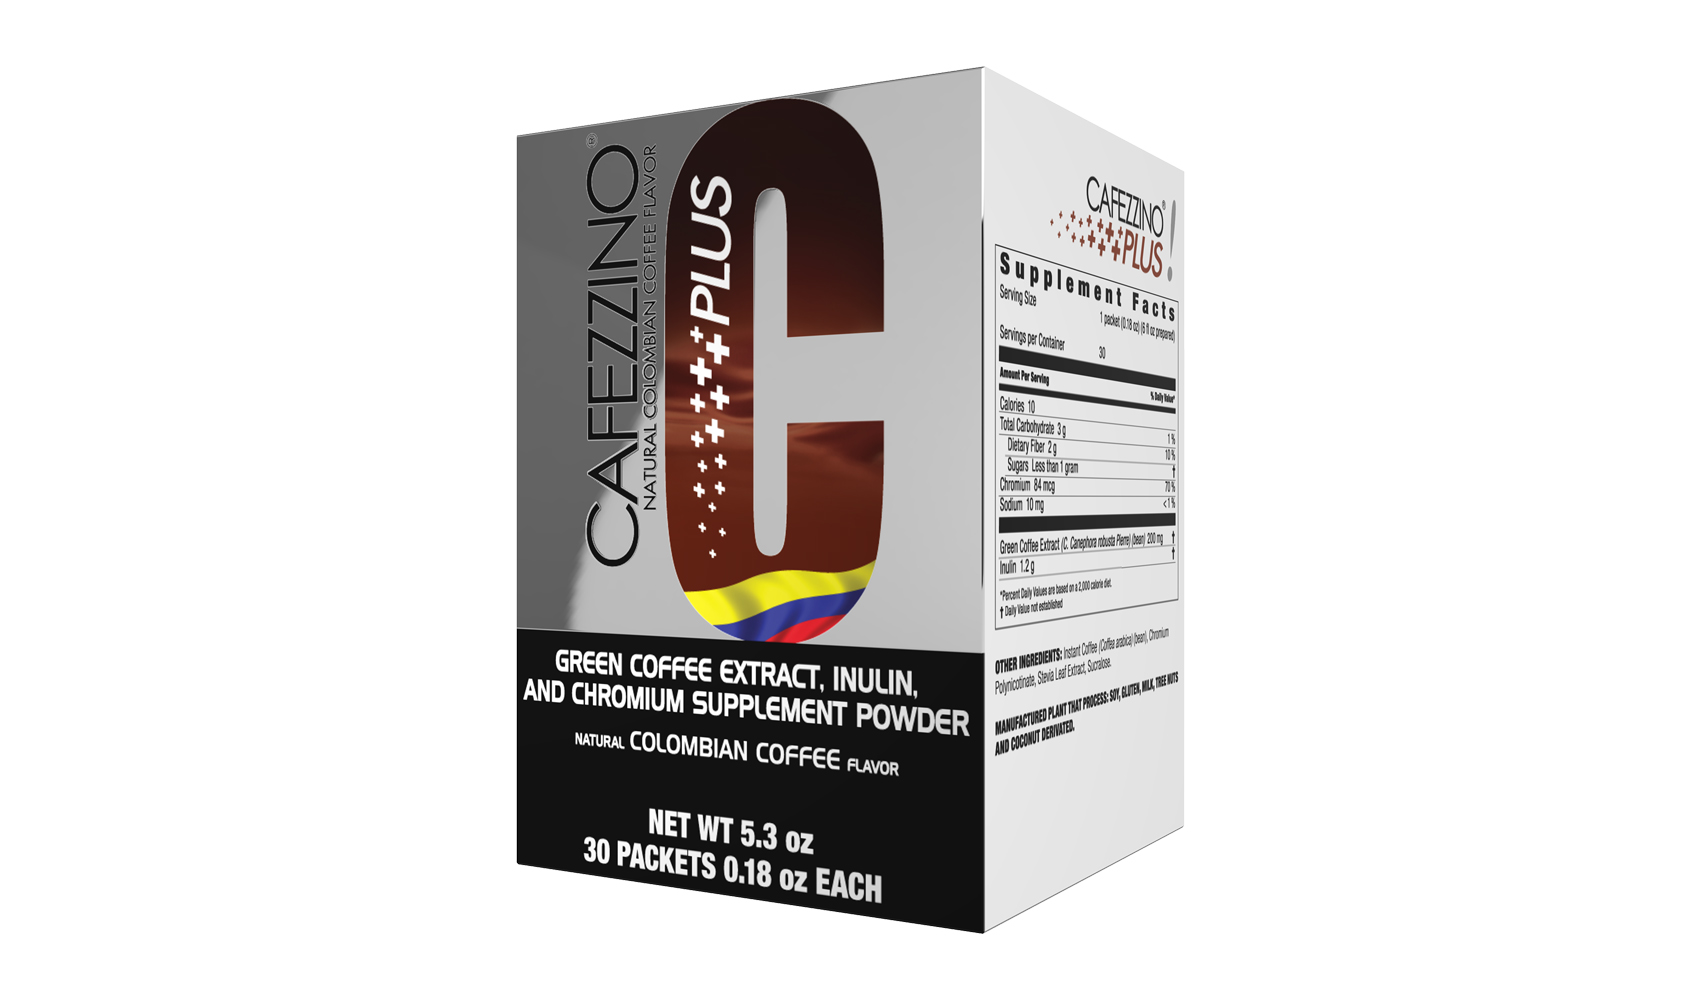 CAFEZZINO®
NATURAL COLOMBIAN COFFEE FLAVOR
PLUS
GREEN COFFEE EXTRACT, INULIN,
AND CHROMIUM SUPPLEMENT POWDER
NATURAL COLOMBIAN COFFEE FLAVOR
NET WT 5.3 oz
30 PACKETS 0.18 oz EACH
CAFEZZINO®
PLUS!
Supplement Facts
Serving Size
1 packet (0.18 oz) (6 fl oz prepared)
Servings per Container 30
Amount Per Serving
% Daily Value*
Calories 10
Total Carbohydrate 3 g 1 %
Dietary Fiber 2 g 10 %
Sugars Less than 1 gram †
Chromium 84 mcg 70 %
Sodium 10 mg < 1 %
Green Coffee Extract (C. Canephora robusta Pierre) (bean) 200 mg †
Inulin 1.2 g †
*Percent Daily Values are based on a 2,000 calorie diet.
† Daily Value not established
OTHER INGREDIENTS: Instant Coffee (Coffea arabica) (bean), Chromium
Polynicotinate, Stevia Leaf Extract, Sucralose.
MANUFACTURED PLANT THAT PROCESS: SOY, GLUTEN, MILK, TREE NUTS
AND COCONUT DERIVATED.